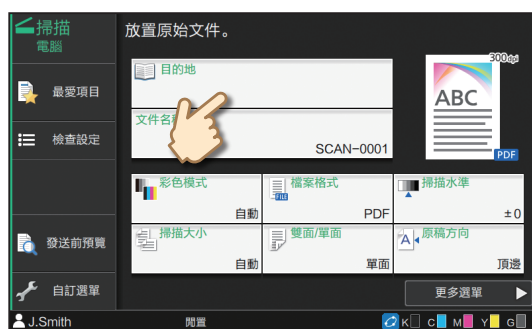 掃描
電腦
放置原始文件。
最愛項目
檢查設定
發送前預覽
自訂選單
目的地
文件名
SCAN-0001
300dpi
ABC
PDF
彩色模式
自動
檔案格式
PDF
掃描水準
±0
掃描大小
自動
雙面/單面
單面
原稿方向
頂邊
更多選單
J.Smith
閒置
K C M Y G